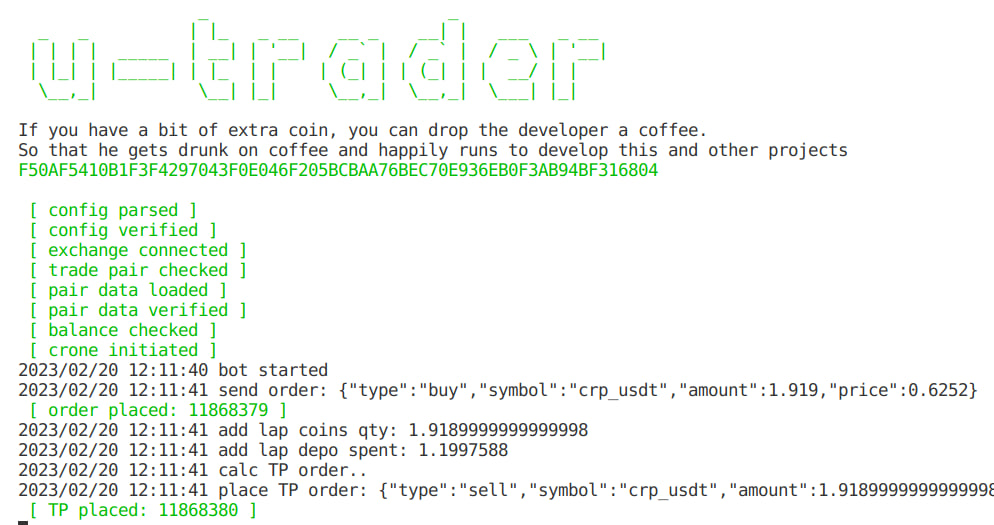 u-trader
If you have a bit of extra coin, you can drop the developer a coffee.
So that he gets drunk on coffee and happily runs to develop this and other projects
F50AF5410B1F3F4297043F0E046F205BCBAA76BEC70E936EB0F3AB94BF316804
[ config parsed ]
[ config verified ]
[ exchange connected ]
[ trade pair checked ]
[ pair data loaded ]
[ pair data verified ]
[ balance checked ]
[ crone initiated ]
2023/02/20 12:11:40 bot started
2023/02/20 12:11:41 send order: {"type":"buy","symbol":"crp_usdt","amount":1.919,"price":0.6252}
[ order placed: 11868379 ]
2023/02/20 12:11:41 add lap coins qty: 1.9189999999999998
2023/02/20 12:11:41 add lap depo spent: 1.1997588
2023/02/20 12:11:41 calc TP order..
2023/02/20 12:11:41 place TP order: {"type":"sell","symbol":"crp_usdt","amount":1.9189999999999998
[ TP placed: 11868380 ]